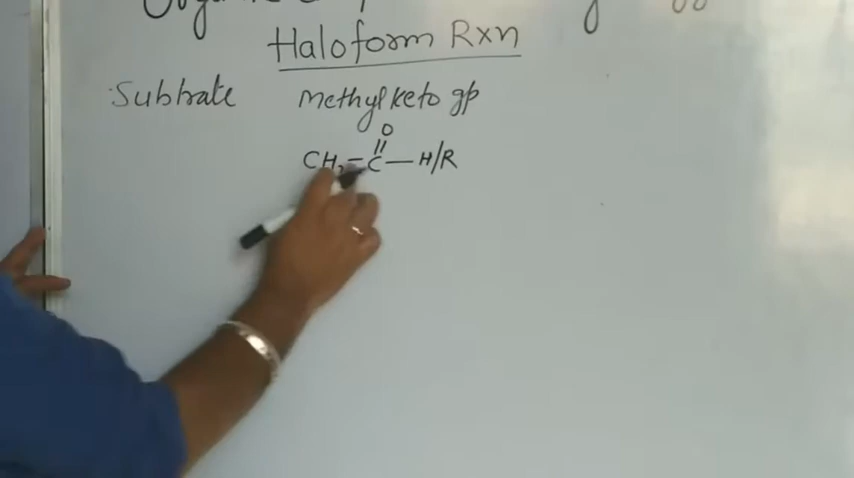 Haloform Rxn
Subtrate methyl keto gp
O
CH₃-C-H/R